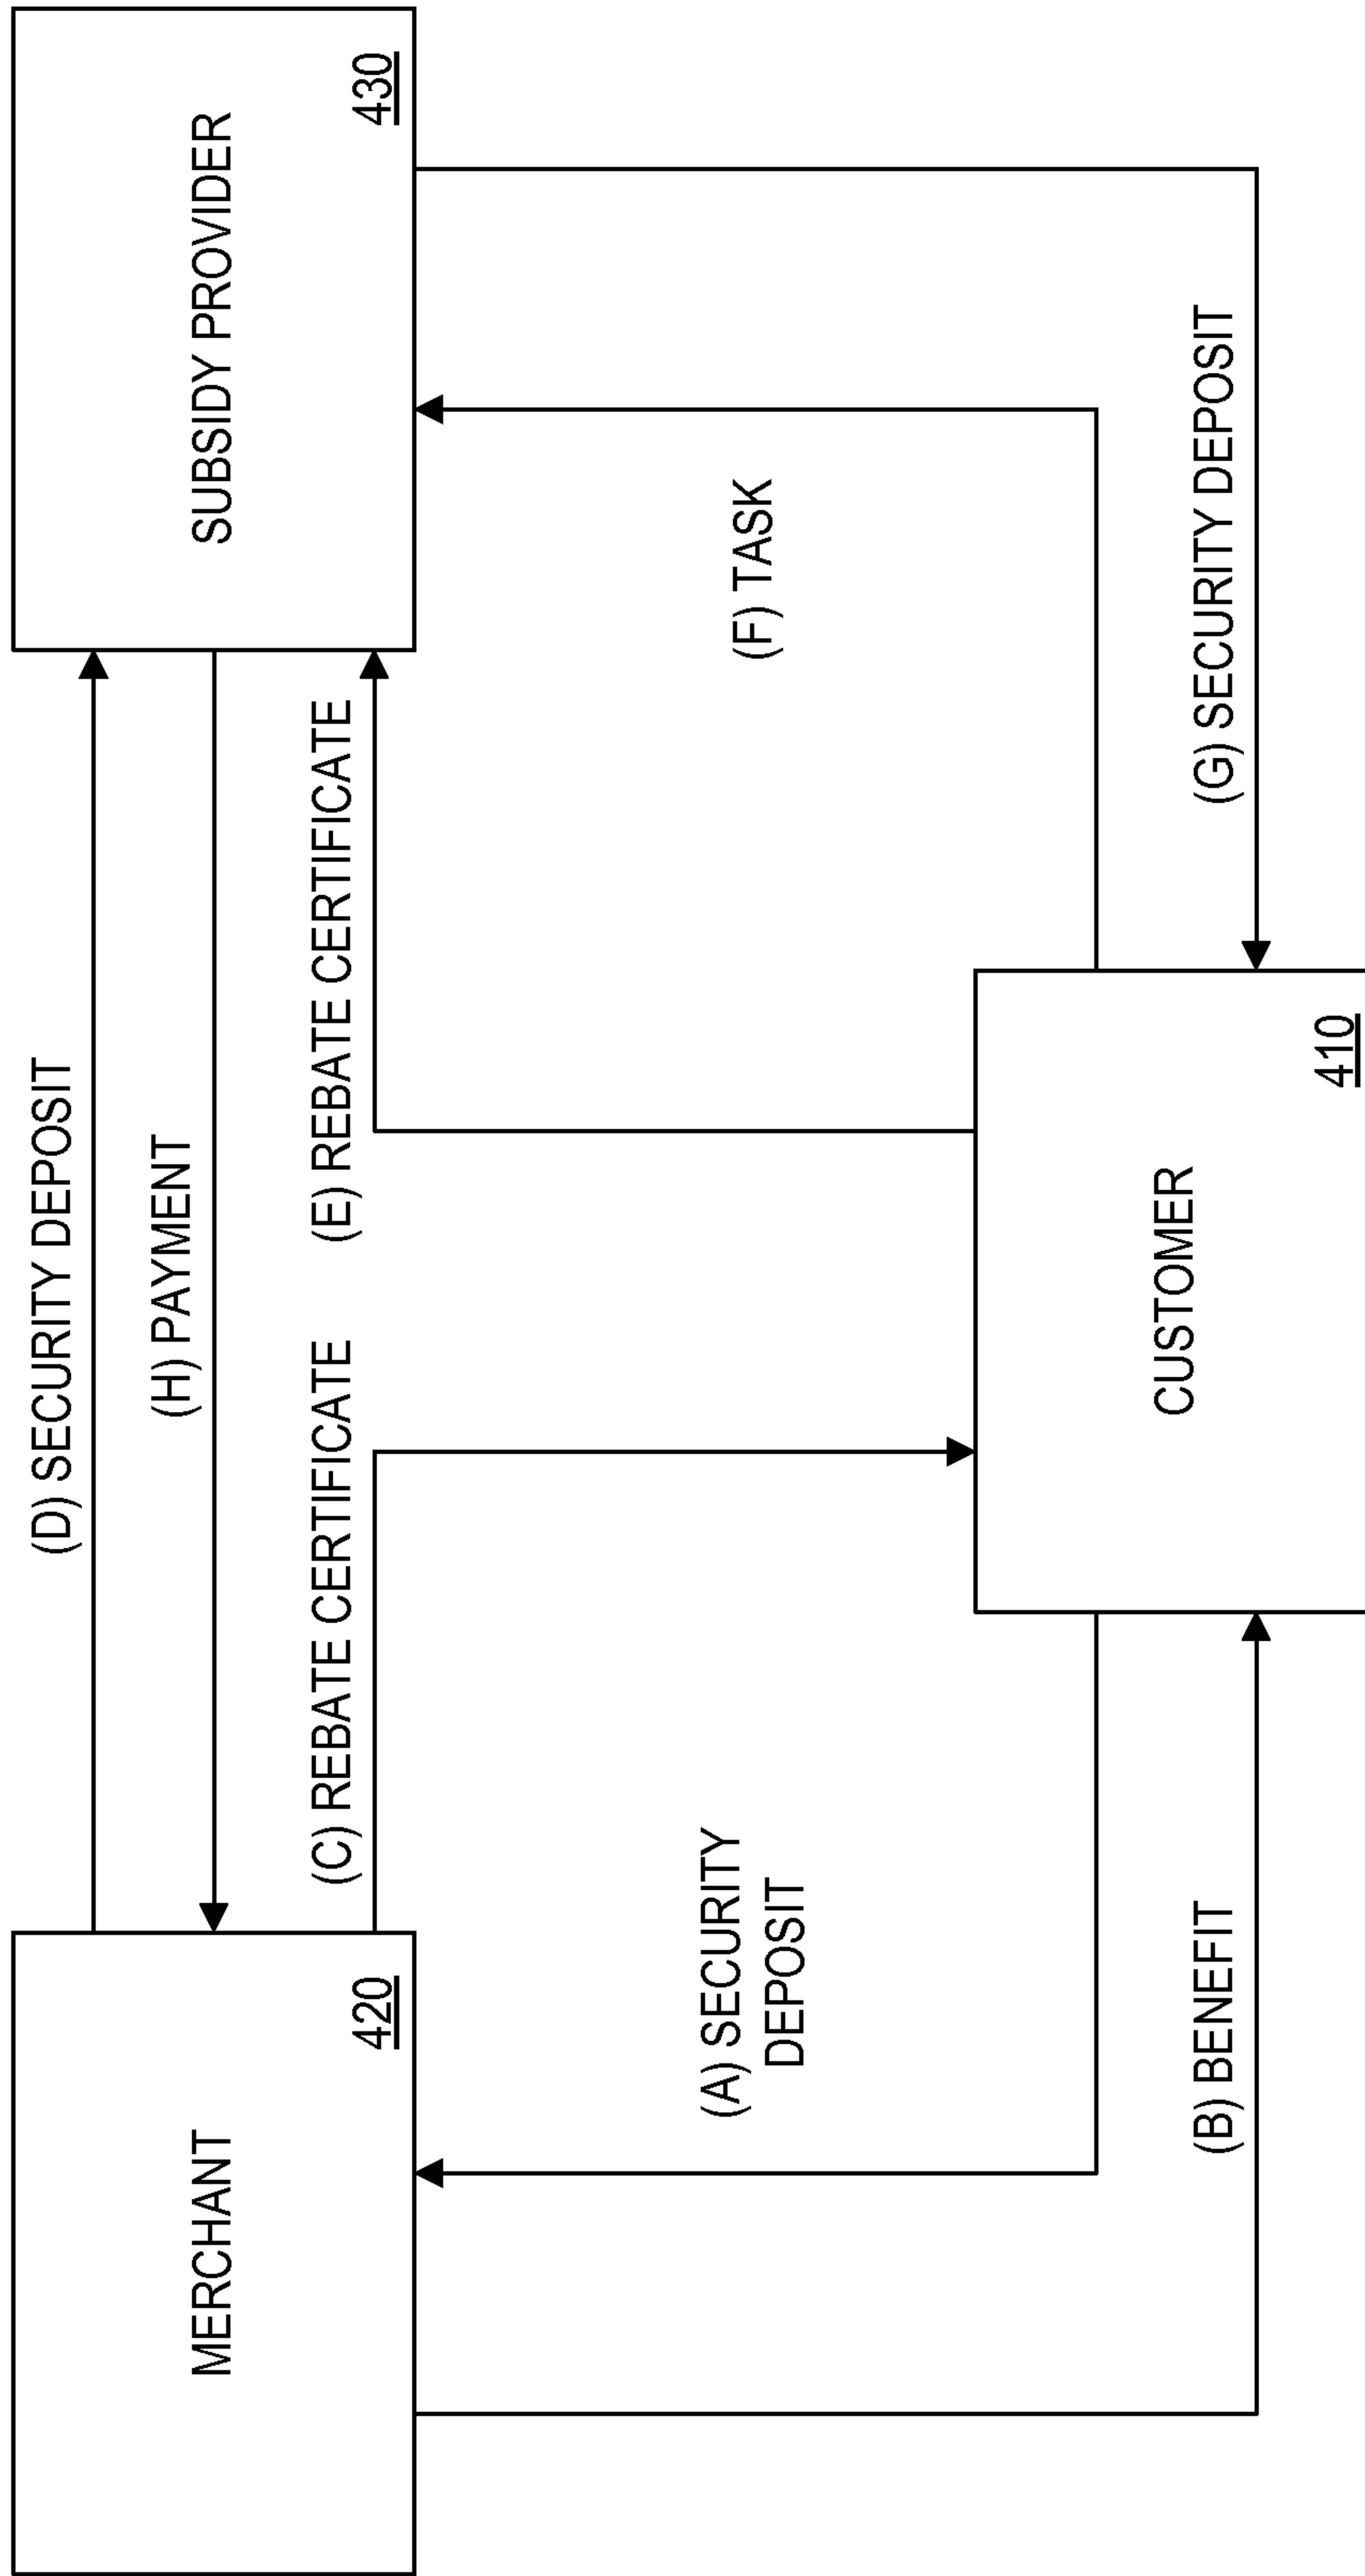 (D) SECURITY DEPOSIT
MERCHANT
420
(H) PAYMENT
SUBSIDY PROVIDER
430
(C) REBATE CERTIFICATE
(E) REBATE CERTIFICATE
(A) SECURITY
DEPOSIT
(F) TASK
CUSTOMER
410
(B) BENEFIT
(G) SECURITY DEPOSIT